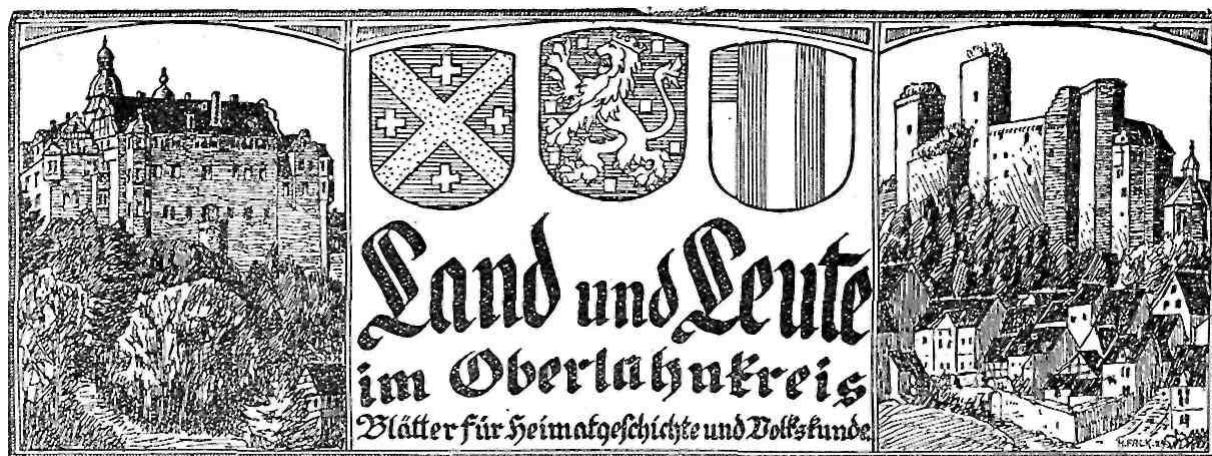 Land und Leute
im Oberlahnkreis
Blätter für Heimatgeschichte und Volkskunde